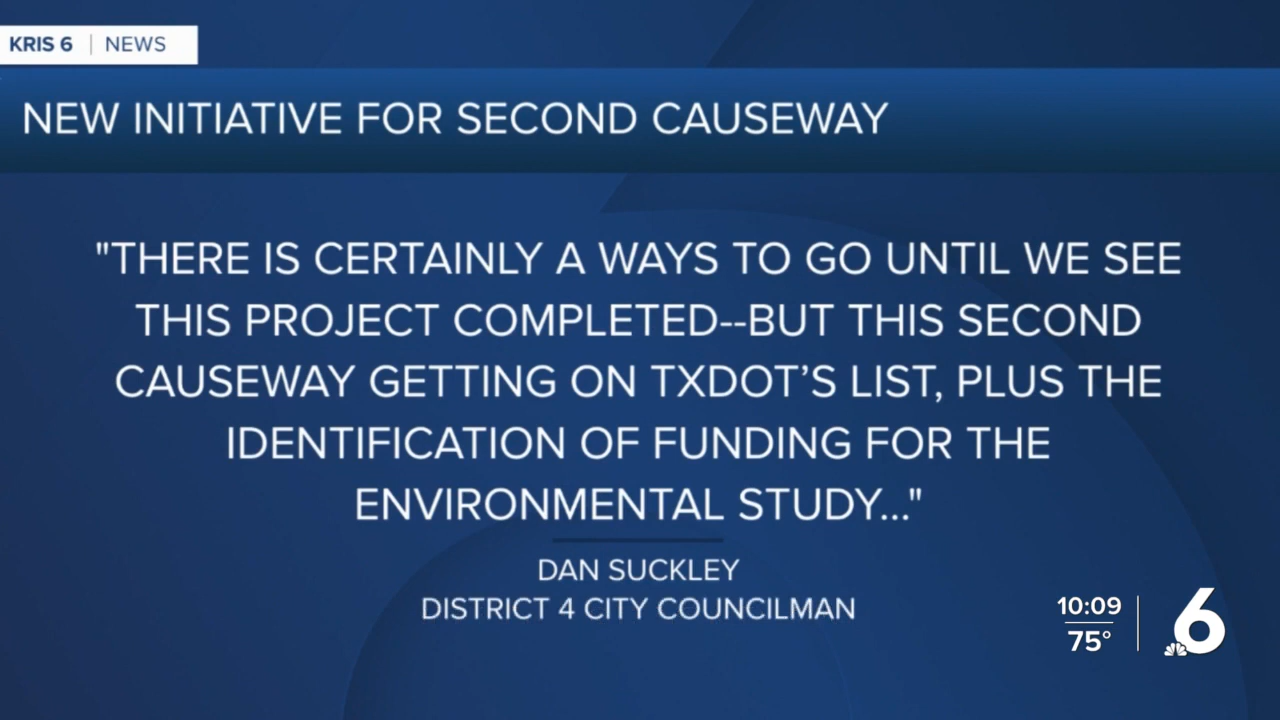 KRIS 6 | NEWS
NEW INITIATIVE FOR SECOND CAUSEWAY
"THERE IS CERTAINLY A WAYS TO GO UNTIL WE SEE
THIS PROJECT COMPLETED--BUT THIS SECOND
CAUSEWAY GETTING ON TXDOT’S LIST, PLUS THE
IDENTIFICATION OF FUNDING FOR THE
ENVIRONMENTAL STUDY..."
DAN SUCKLEY
DISTRICT 4 CITY COUNCILMAN
10:09
75°
6